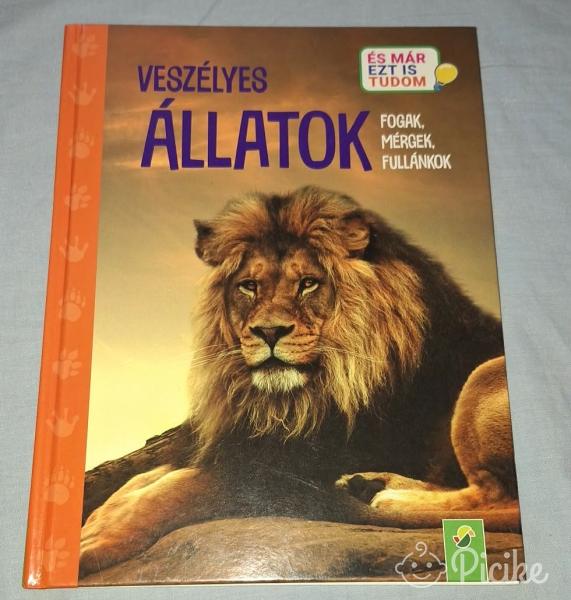 VESZÉLYES
ÁLLATOK
ÉS MÁR
EZT IS
TUDOM
FOGAK,
MÉRGEK,
FULLÁNKOK
Picike